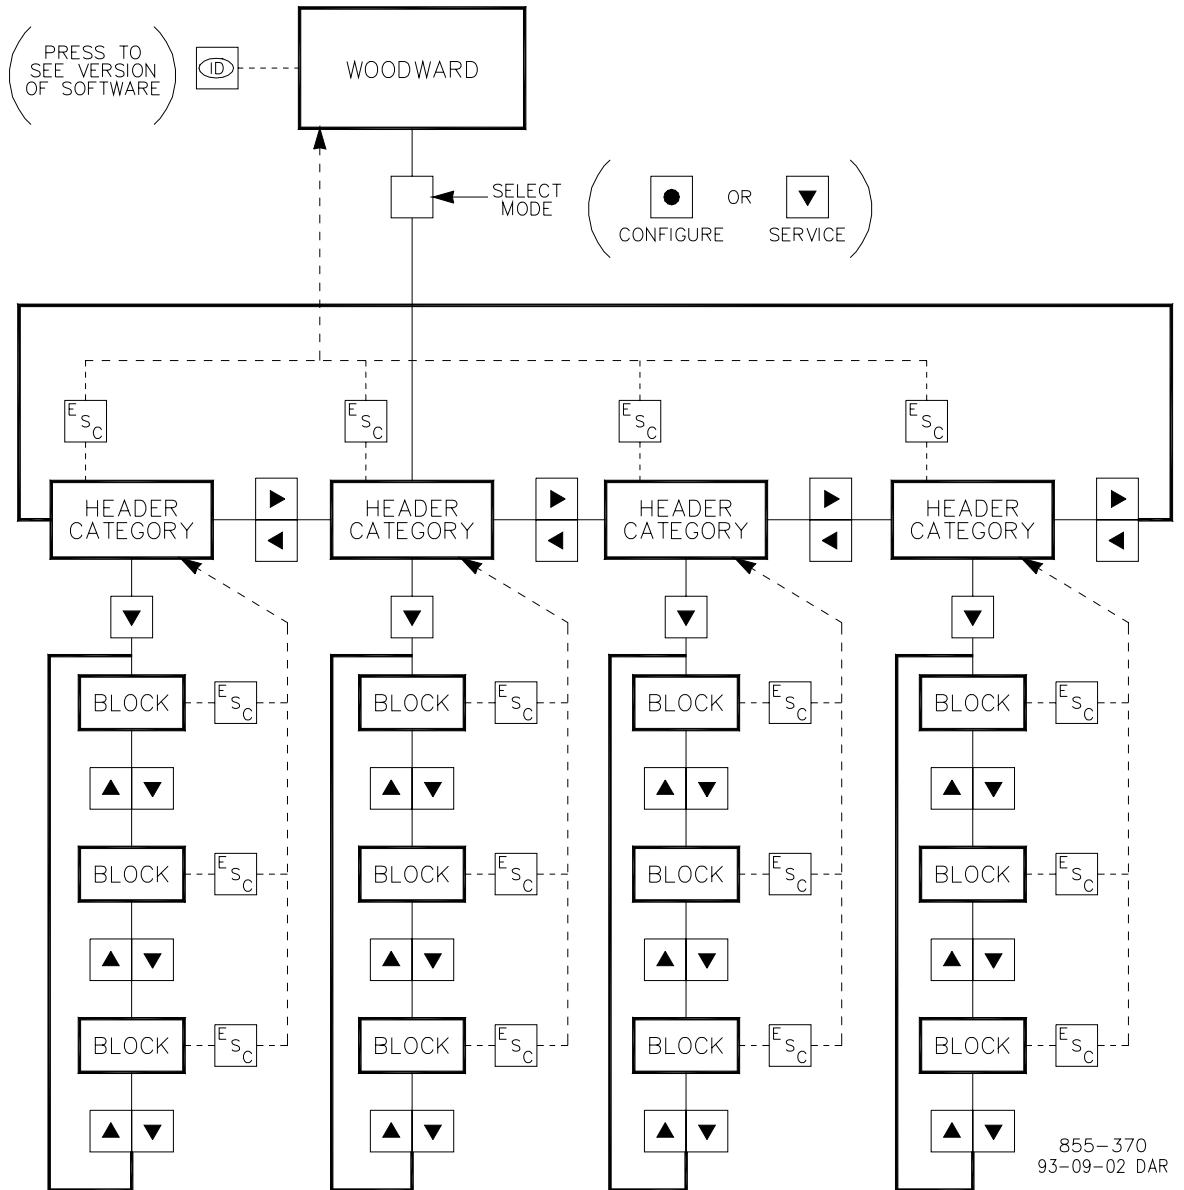 PRESS TO
SEE VERSION
OF SOFTWARE
ID
WOODWARD
SELECT
MODE
OR
CONFIGURE
SERVICE
ESC
ESC
ESC
ESC
HEADER
CATEGORY
HEADER
CATEGORY
HEADER
CATEGORY
HEADER
CATEGORY
BLOCK
ESC
BLOCK
ESC
BLOCK
ESC
BLOCK
ESC
BLOCK
ESC
BLOCK
ESC
BLOCK
ESC
BLOCK
ESC
BLOCK
ESC
BLOCK
ESC
BLOCK
ESC
BLOCK
ESC
855-370
93-09-02 DAR